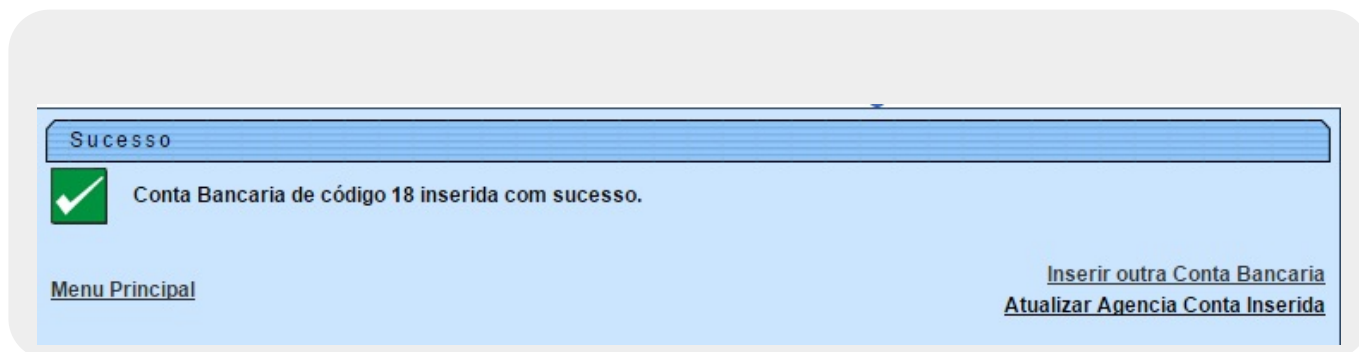 Sucesso
Conta Bancaria de código 18 inserida com sucesso.
Inserir outra Conta Bancaria
Menu Principal
Atualizar Agencia Conta Inserida